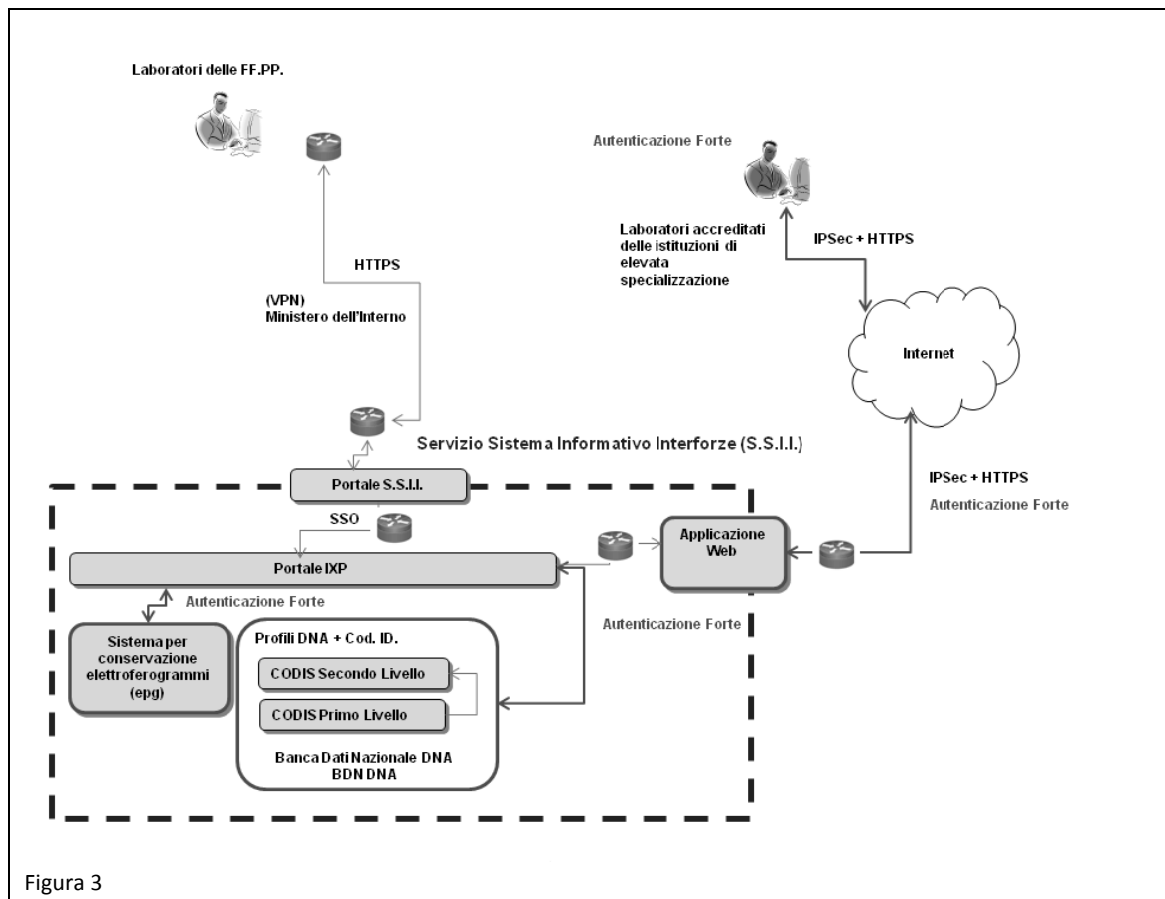 Laboratori delle FF.PP.
Autenticazione Forte
Laboratori accreditati
delle istituzioni di
elevata
specializzazione
IPSec + HTTPS
HTTPS
(VPN)
Ministero dell'Interno
Internet
Servizio Sistema Informativo Interforze (S.S.I.I.)
Portale S.S.I.I.
IPSec + HTTPS
Autenticazione Forte
SSO
Applicazione
Web
Portale IXP
Autenticazione Forte
Autenticazione Forte
Sistema per
conservazione
elettroferogrammi
(epg)
Profili DNA + Cod. ID.
CODIS Secondo Livello
CODIS Primo Livello
Banca Dati Nazionale DNA
BDN DNA
Figura 3